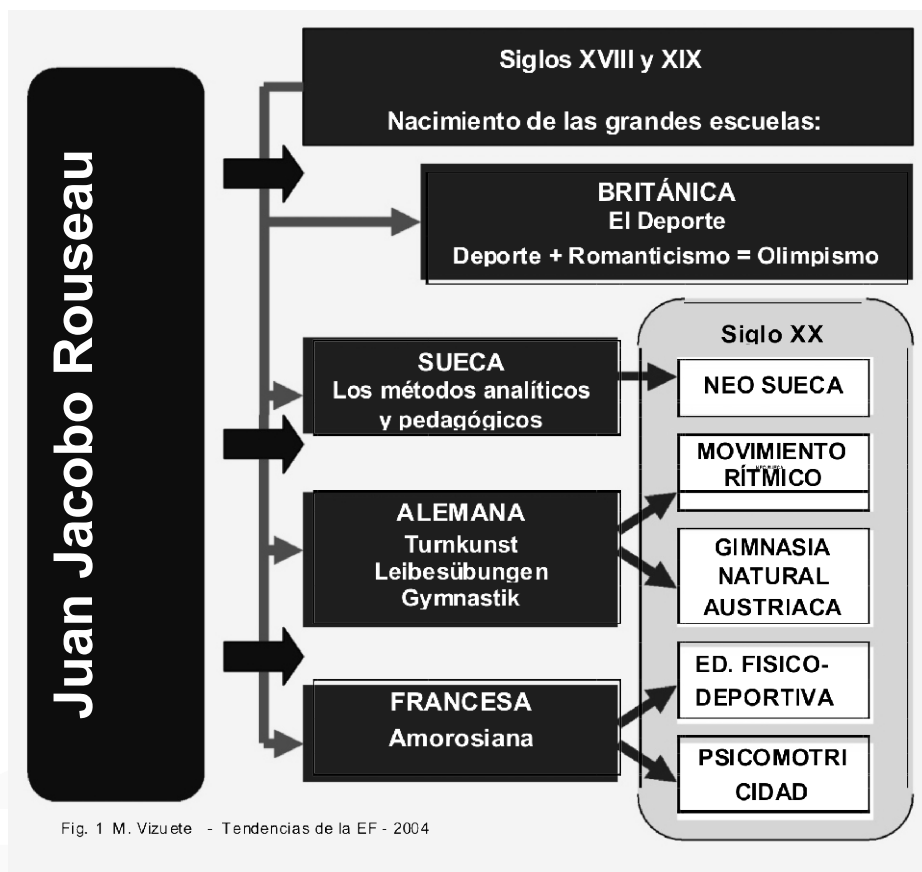 Juan Jacobo Rouseau
Siglos XVIII y XIX
Nacimiento de las grandes escuelas:
BRITÁNICA
El Deporte
Deporte + Romanticismo = Olimpismo
SUECA
Los métodos analíticos
y pedagógicos
ALEMANA
Turnkunst
Leibesübungen
Gymnastik
FRANCESA
Amorosiana
Siglo XX
NEO SUECA
MOVIMIENTO
RÍTMICO
GIMNASIA
NATURAL
AUSTRIACA
ED. FISICO-
DEPORTIVA
PSICOMOTRI
CIDAD
Fig. 1 M. Vizuete - Tendencias de la EF - 2004